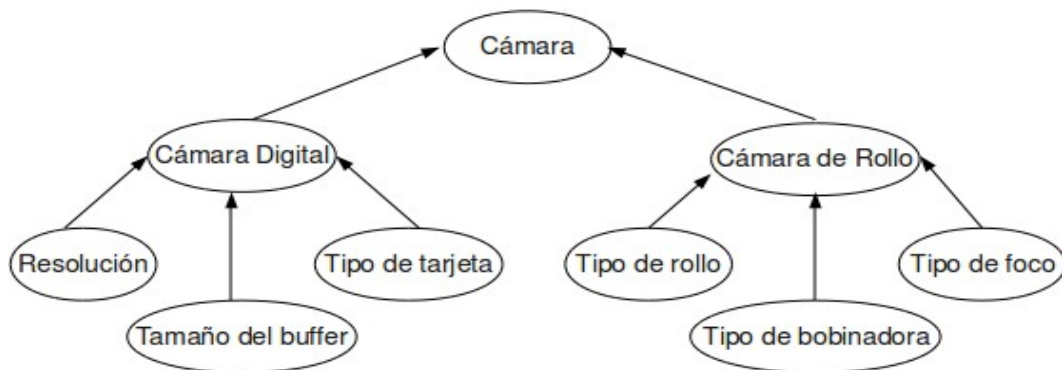 Cámara
Cámara Digital
Cámara de Rollo
Resolución
Tipo de tarjeta
Tipo de rollo
Tipo de foco
Tamaño del buffer
Tipo de bobinadora